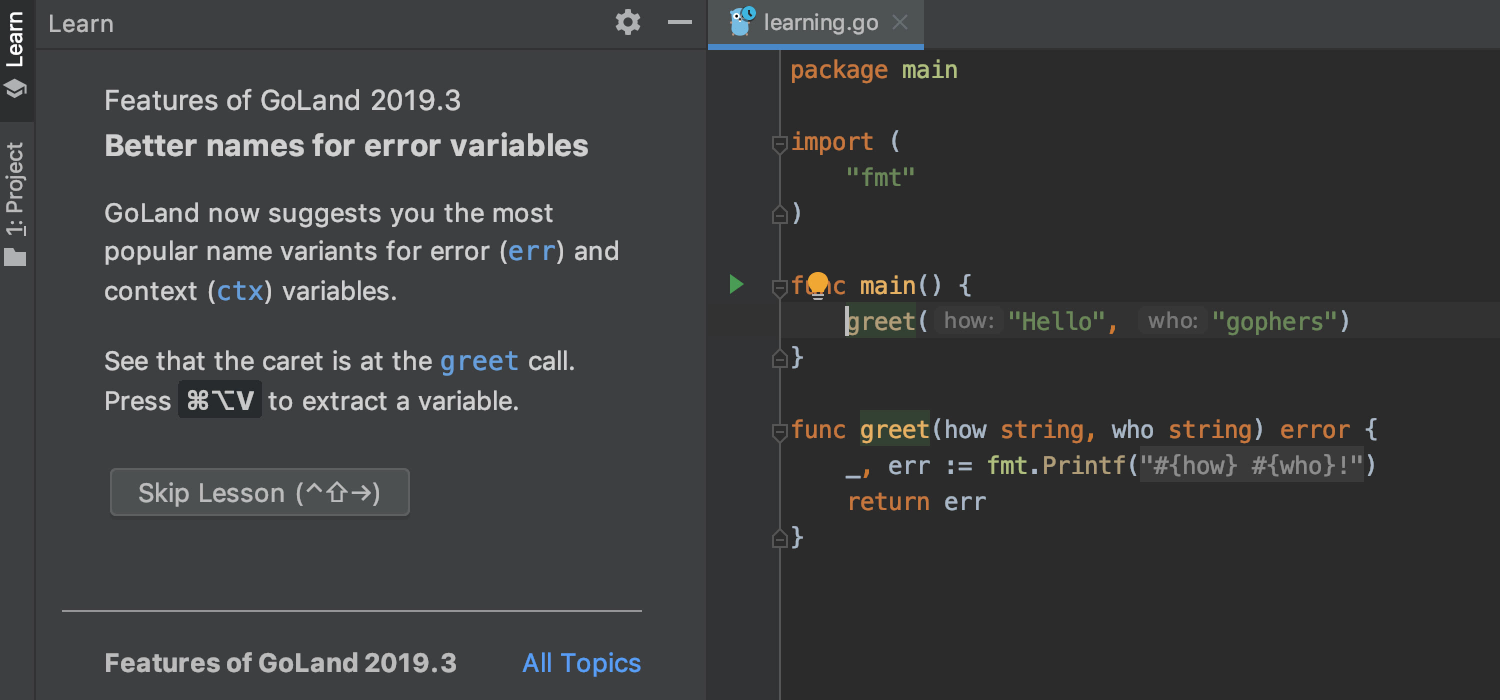 Learn
1: Project
Learn
Features of GoLand 2019.3
Better names for error variables
GoLand now suggests you the most
popular name variants for error (err) and
context (ctx) variables.
See that the caret is at the greet call.
Press ⌘⌥V to extract a variable.
Skip Lesson (^⇧→)
Features of GoLand 2019.3 All Topics
learning.go
package main
import (
"fmt"
)
func main() {
greet( how: "Hello", who: "gophers")
}
func greet(how string, who string) error {
_, err := fmt.Printf("#{how} #{who}!")
return err
}